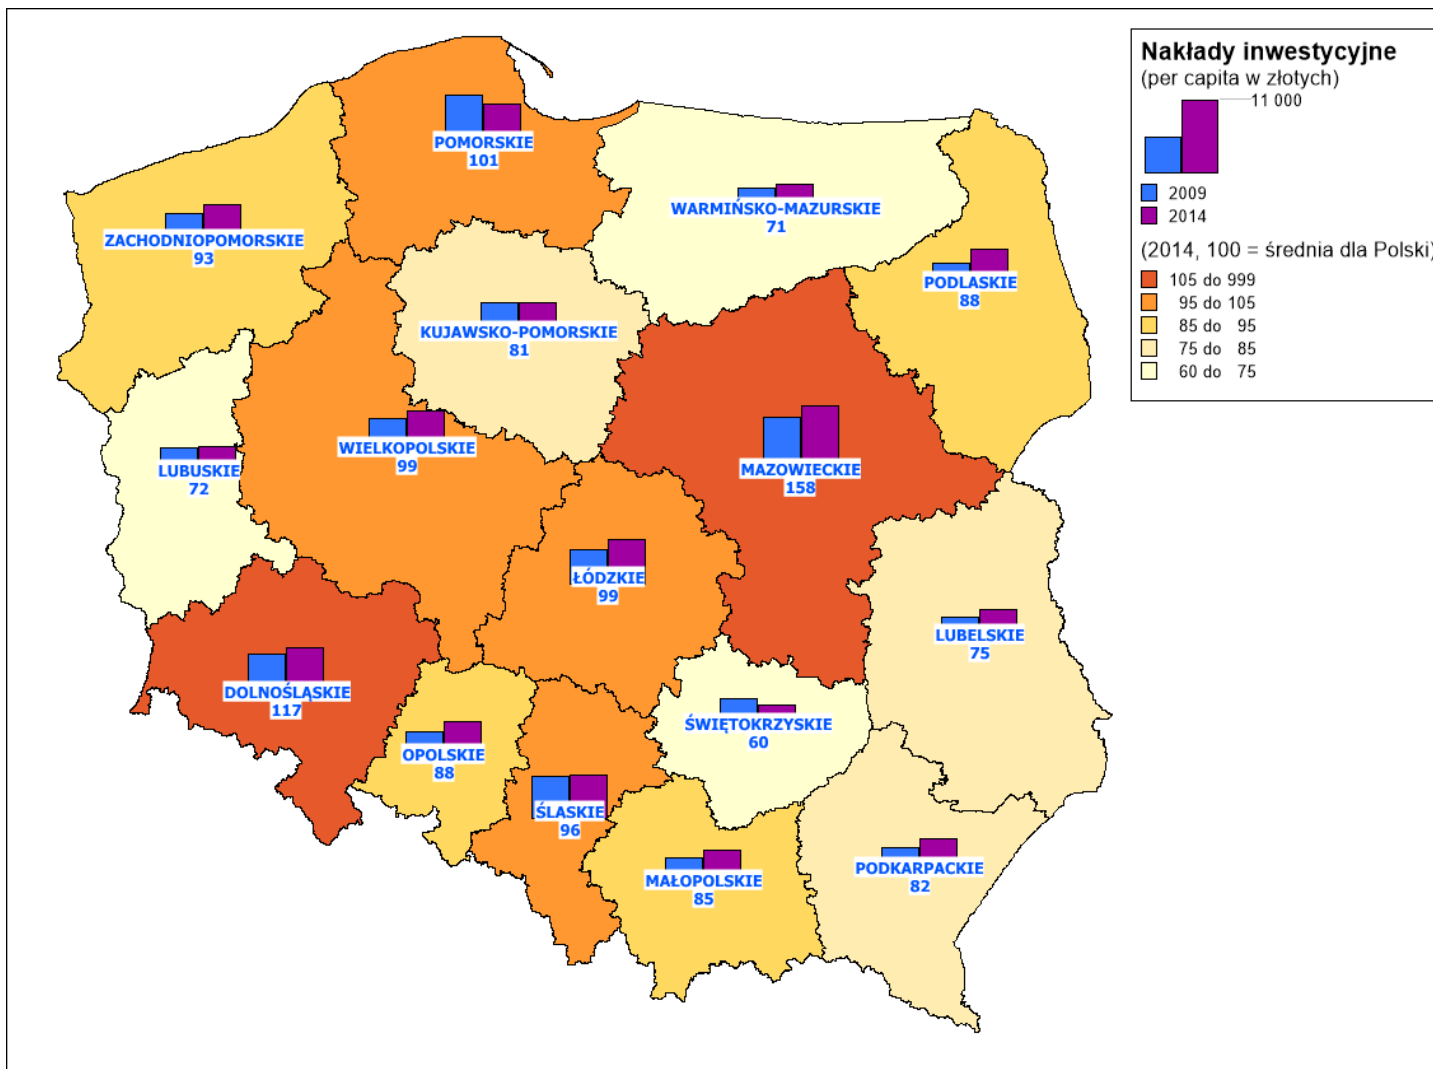 Nakłady inwestycyjne
(per capita w złotych)
11 000
2009
2014
(2014, 100 = średnia dla Polski)
105 do 999
95 do 105
85 do 95
75 do 85
60 do 75
POMORSKIE
101
WARMIŃSKO-MAZURSKIE
71
ZACHODNIOPOMORSKIE
93
PODLASKIE
88
KUJAWSKO-POMORSKIE
81
WIELKOPOLSKIE
99
LUBUSKIE
72
MAZOWIECKIE
158
ŁÓDZKIE
99
LUBELSKIE
75
DOLNOŚLĄSKIE
117
ŚWIĘTOKRZYSKIE
60
OPOLSKIE
88
ŚLASKIE
96
MAŁOPOLSKIE
85
PODKARPACKIE
82